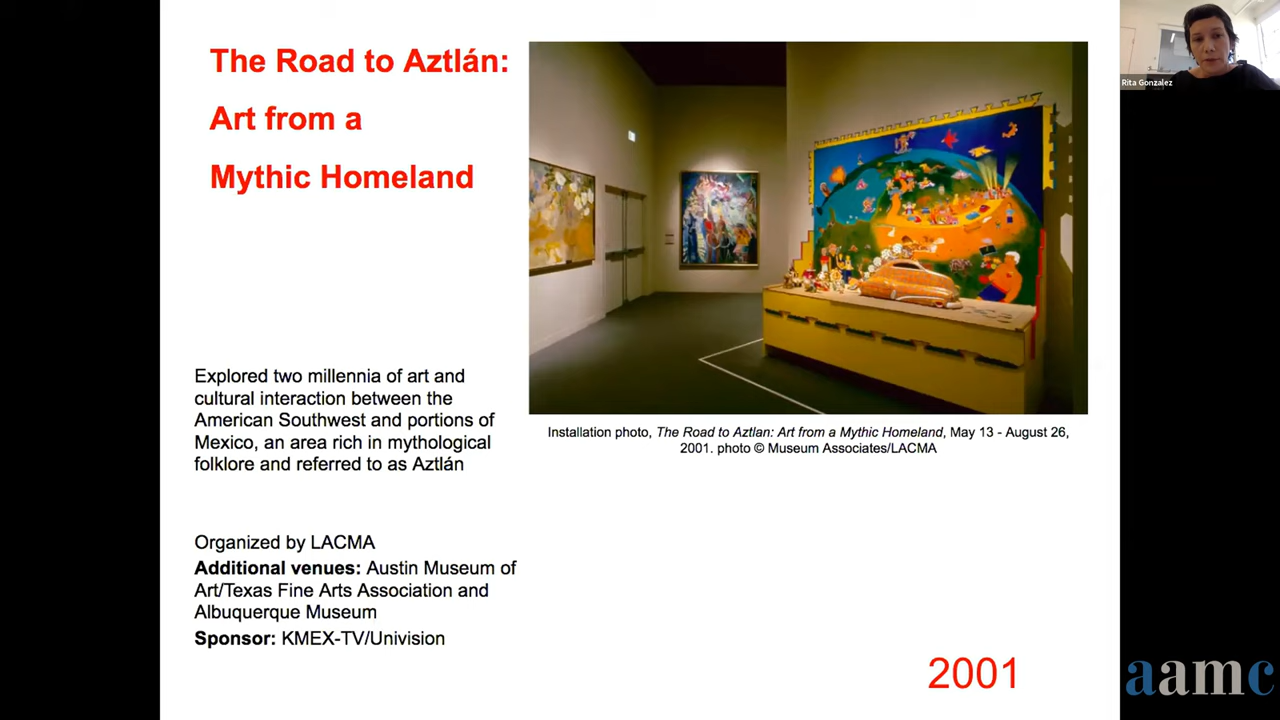 The Road to Aztlán:
Art from a
Mythic Homeland
Rita Gonzalez
Explored two millennia of art and
cultural interaction between the
American Southwest and portions of
Mexico, an area rich in mythological
folklore and referred to as Aztlán
Installation photo, The Road to Aztlan: Art from a Mythic Homeland, May 13 - August 26,
2001. photo © Museum Associates/LACMA
Organized by LACMA
Additional venues: Austin Museum of
Art/Texas Fine Arts Association and
Albuquerque Museum
Sponsor: KMEX-TV/Univision
2001
aamc